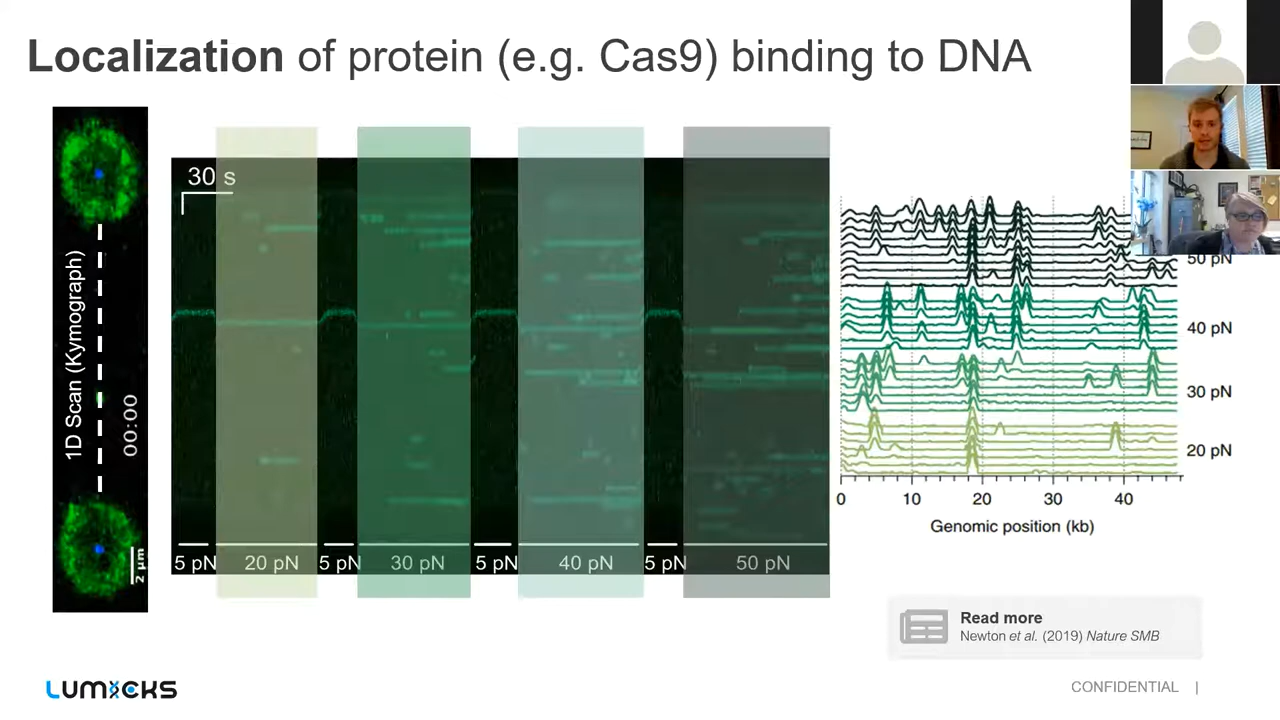 Localization of protein (e.g. Cas9) binding to DNA
1D Scan (Kymograph)
00:00
2 µm
30 s
5 pN
20 pN
5 pN
30 pN
5 pN
40 pN
5 pN
50 pN
50 pN
40 pN
30 pN
20 pN
0 10 20 30 40
Genomic position (kb)
Read more
Newton et al. (2019) Nature SMB
LUMICKS
CONFIDENTIAL |